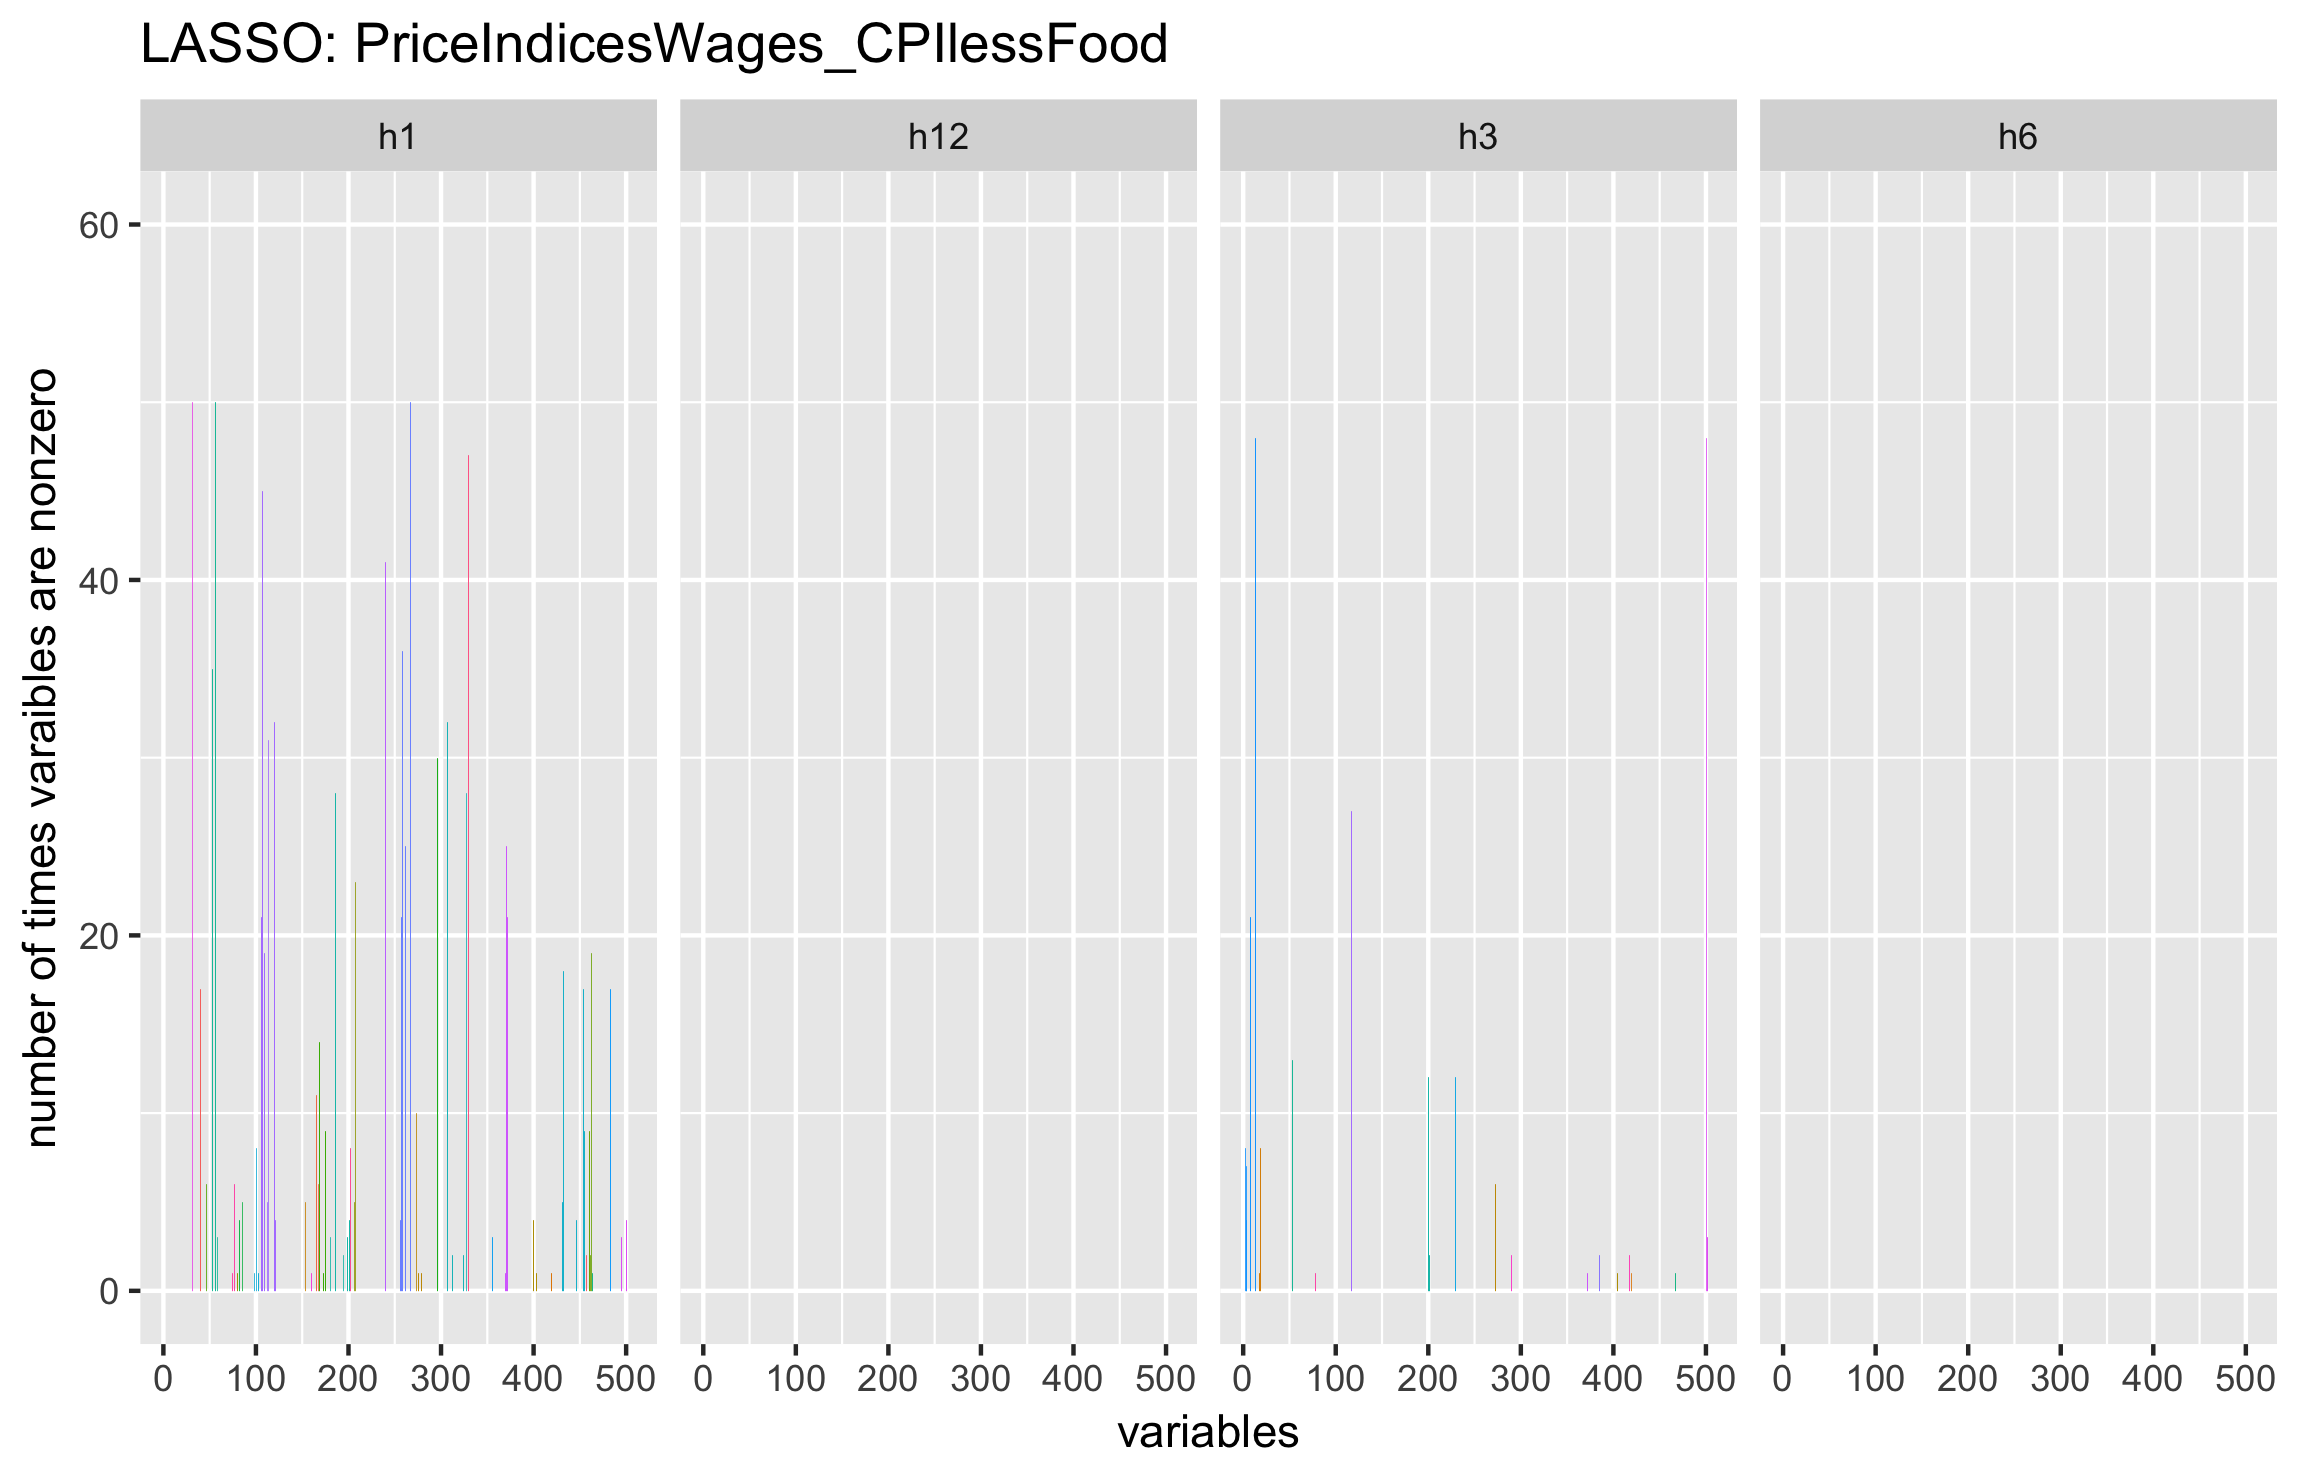 LASSO: PriceIndicesWages_CPIlessFood
h1 h12 h3 h6
60
40
20
0
number of times varaibles are nonzero
0 100 200 300 400 500 0 100 200 300 400 500 0 100 200 300 400 500 0 100 200 300 400 500
variables